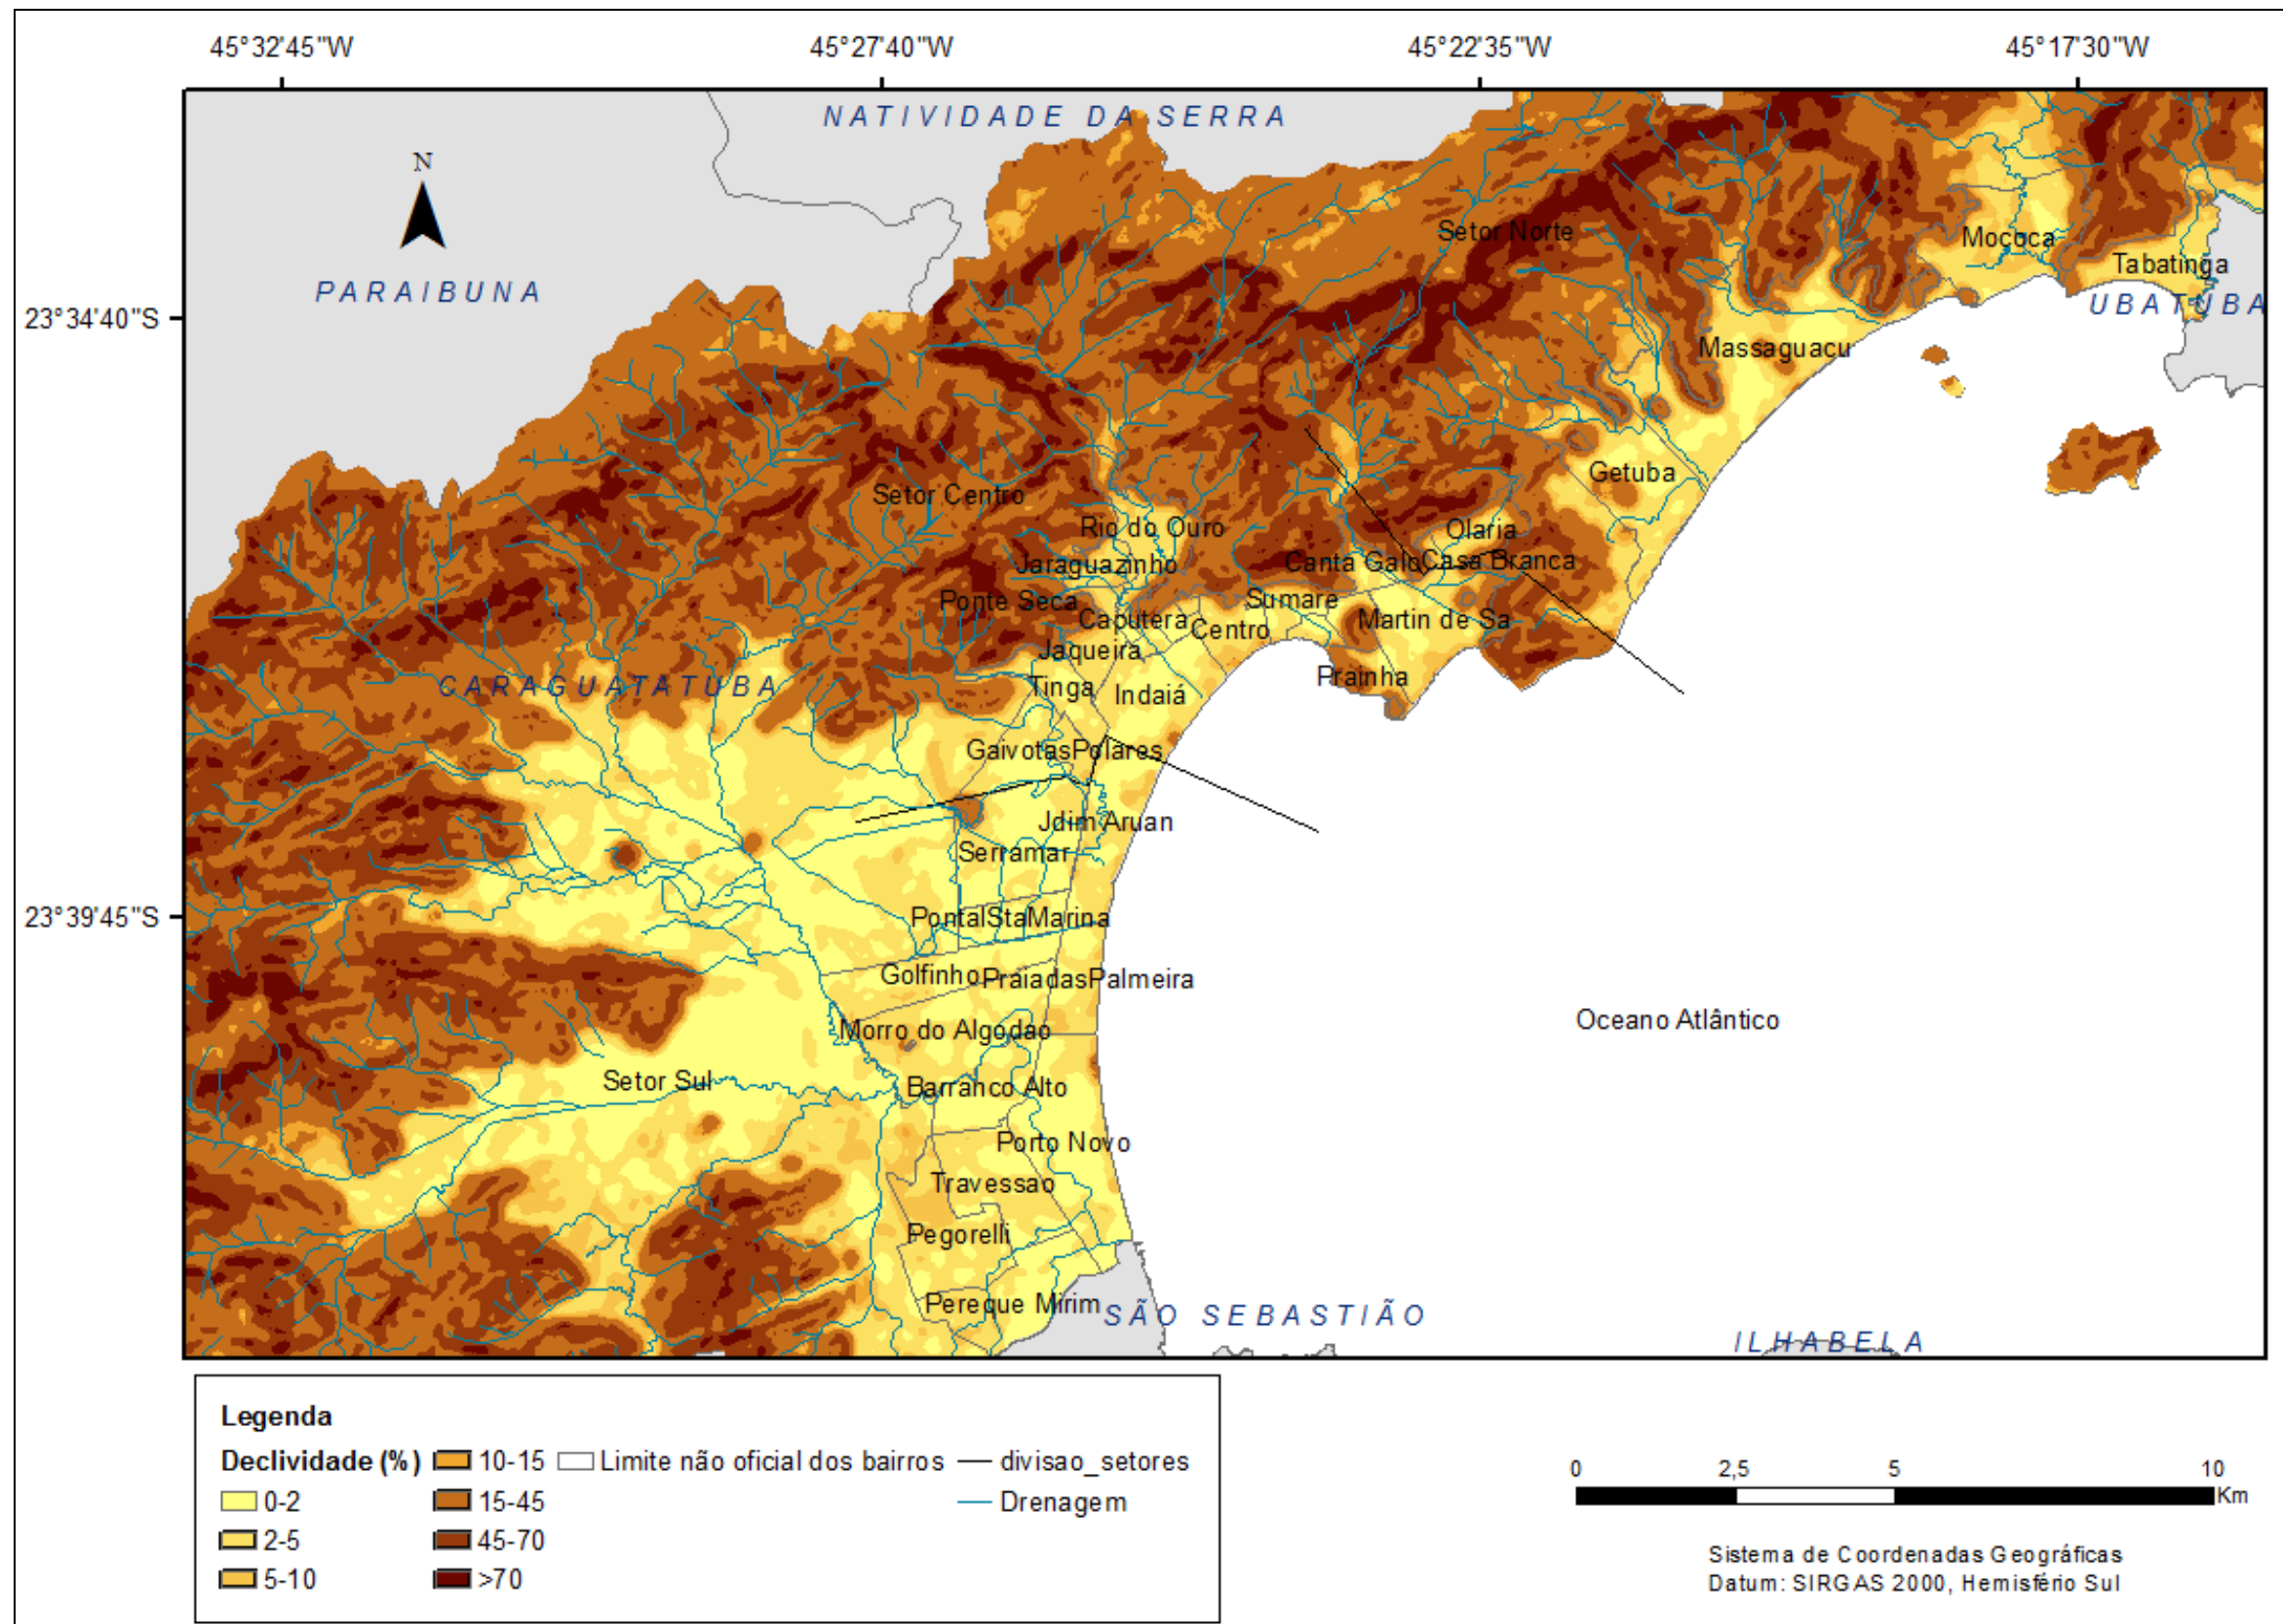 45°32'45"W 45°27'40"W 45°22'35"W 45°17'30"W
NATIVIDADE DA SERRA
N
Setor Norte
Mococa
Tabatinga
PARAIBUNA
UBATUBA
23°34'40"S
Massaguacu
Getuba
Setor Centro
Rio do Ouro
Olaria
Jaraguazinho
Canta Galo
Casa Branca
Ponte Seca
Sumare
Caputera
Centro
Martin de Sa
Jaqueira
Prainha
CARAGUATATUBA
Tinga
Indaiá
GaivotasPolares
Jdim Aruan
Serramar
23°39'45"S
PontalStaMarina
Golfinho
PraiadasPalmeira
Oceano Atlântico
Morro do Algodao
Setor Sul
Barranco Alto
Porto Novo
Travessao
Pegorelli
Pereque Mirim
SÃO SEBASTIÃO
ILHABELA
Legenda
Declividade (%) 10-15 Limite não oficial dos bairros divisao_setores
0-2 15-45 Drenagem
2-5 45-70
5-10 >70
0 2,5 5 10
Km
Sistema de Coordenadas Geográficas
Datum: SIRGAS 2000, Hemisfério Sul